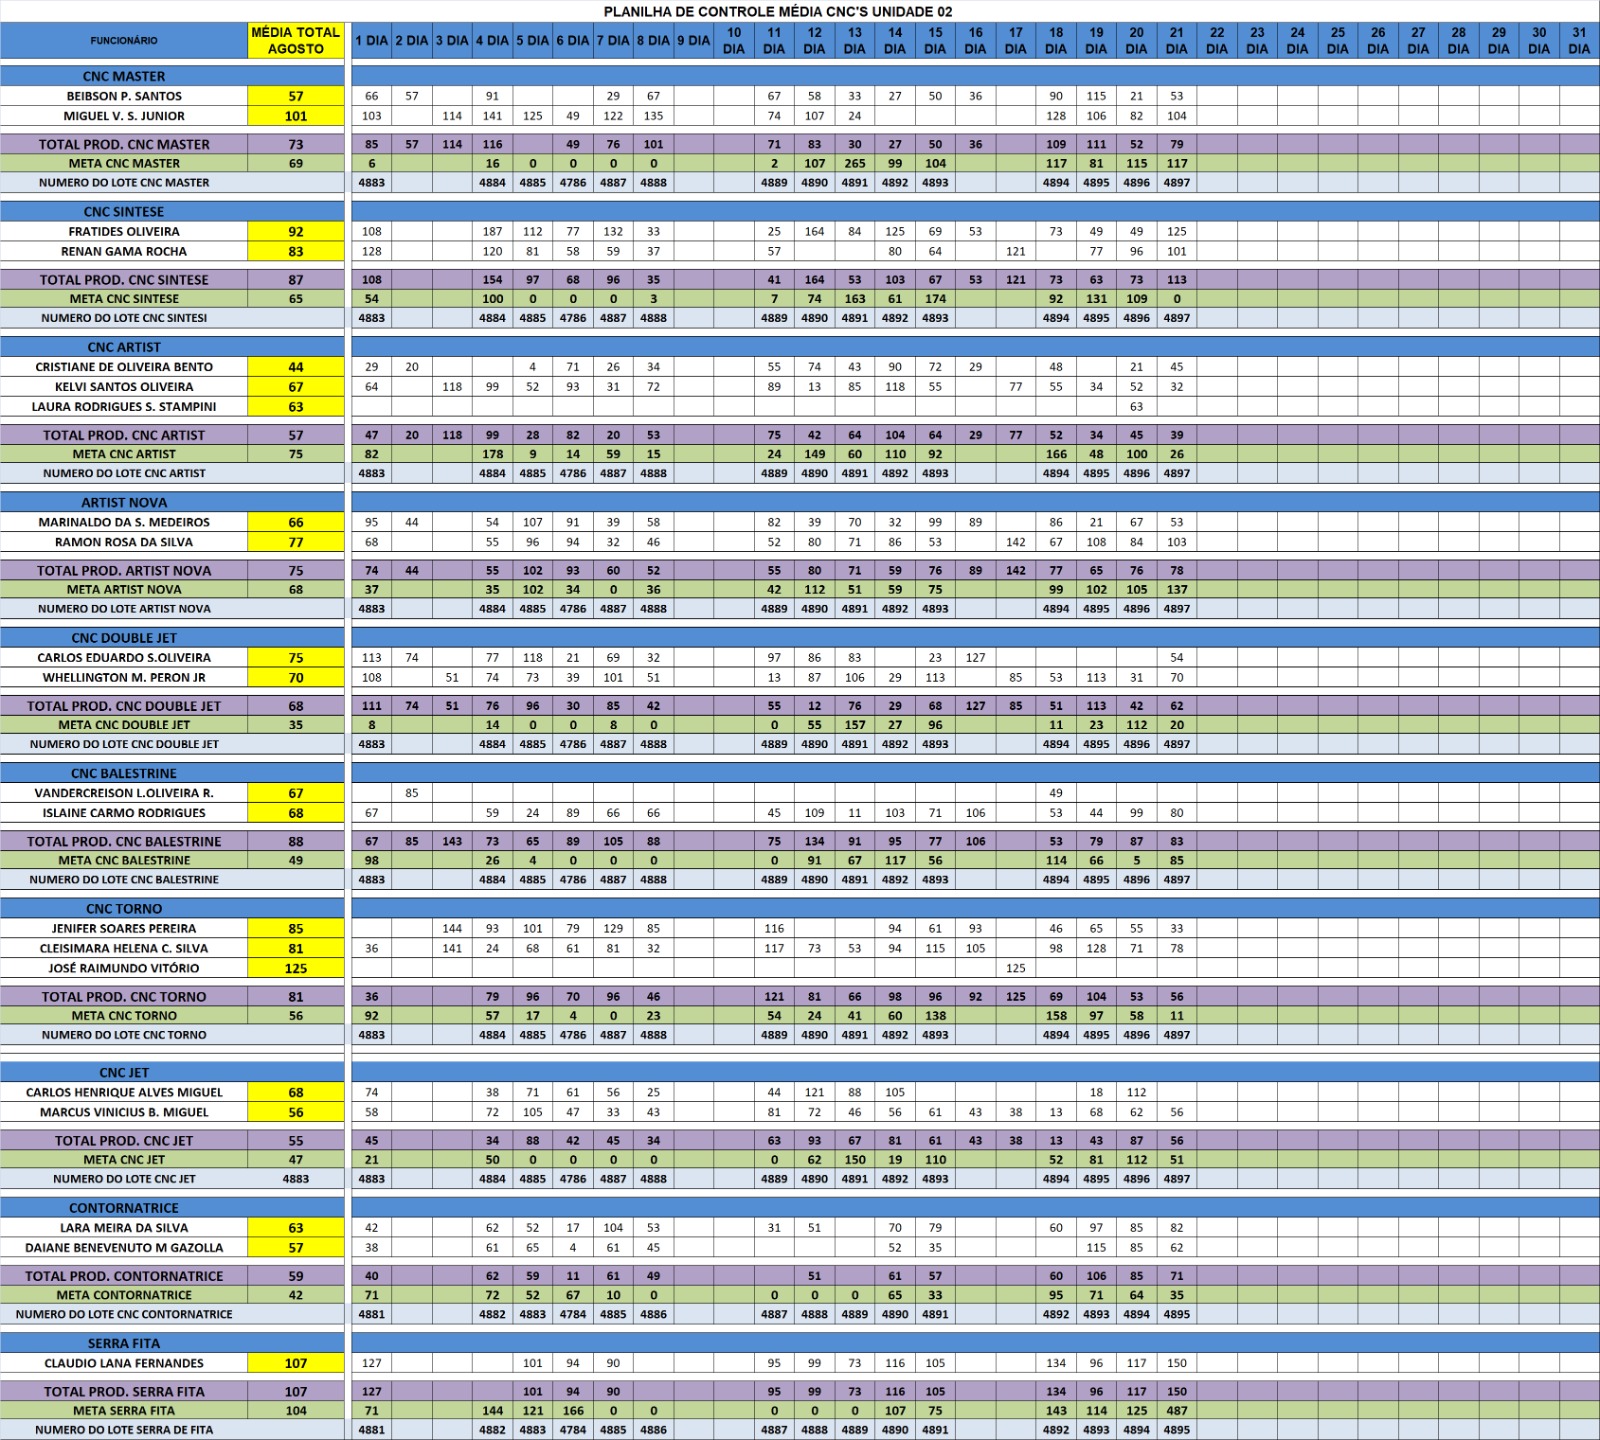 PLANILHA DE CONTROLE MÉDIA CNC'S UNIDADE 02
FUNCIONÁRIO MÉDIA TOTAL AGOSTO 1 DIA 2 DIA 3 DIA 4 DIA 5 DIA 6 DIA 7 DIA 8 DIA 9 DIA 10 DIA 11 DIA 12 DIA 13 DIA 14 DIA 15 DIA 16 DIA 17 DIA 18 DIA 19 DIA 20 DIA 21 DIA 22 DIA 23 DIA 24 DIA 25 DIA 26 DIA 27 DIA 28 DIA 29 DIA 30 DIA 31 DIA
CNC MASTER
BEIBSON P. SANTOS 57 66 57 91 29 67 67 58 33 27 50 36 90 115 21 53
MIGUEL V. S. JUNIOR 101 103 114 141 125 49 122 135 74 107 24 128 106 82 104
TOTAL PROD. CNC MASTER 73 85 57 114 116 49 76 101 71 83 30 27 50 36 109 111 52 79
META CNC MASTER 69 6 16 0 0 0 0 2 107 265 99 104 117 81 115 117
NUMERO DO LOTE CNC MASTER 4883 4884 4885 4786 4887 4888 4889 4890 4891 4892 4893 4894 4895 4896 4897
CNC SINTESE
FRATIDES OLIVEIRA 92 108 187 112 77 132 33 25 164 84 125 69 53 73 49 49 125
RENAN GAMA ROCHA 83 128 120 81 58 59 37 57 80 64 121 77 96 101
TOTAL PROD. CNC SINTESE 87 108 154 97 68 96 35 41 164 53 103 67 53 121 73 63 73 113
META CNC SINTESE 65 54 100 0 0 0 3 7 74 163 61 174 92 131 109 0
NUMERO DO LOTE CNC SINTESI 4883 4884 4885 4786 4887 4888 4889 4890 4891 4892 4893 4894 4895 4896 4897
CNC ARTIST
CRISTIANE DE OLIVEIRA BENTO 44 29 20 4 71 26 34 55 74 43 90 72 29 48 21 45
KELVI SANTOS OLIVEIRA 67 64 118 99 52 93 31 72 89 13 85 118 55 77 55 34 52 32
LAURA RODRIGUES S. STAMPINI 63 63
TOTAL PROD. CNC ARTIST 57 47 20 118 99 28 82 20 53 75 42 64 104 64 29 77 52 34 45 39
META CNC ARTIST 75 82 178 9 14 59 15 24 149 60 110 92 166 48 100 26
NUMERO DO LOTE CNC ARTIST 4883 4884 4885 4786 4887 4888 4889 4890 4891 4892 4893 4894 4895 4896 4897
ARTIST NOVA
MARINALDO DA S. MEDEIROS 66 95 44 54 107 91 39 58 82 39 70 32 99 89 86 21 67 53
RAMON ROSA DA SILVA 77 68 55 96 94 32 46 52 80 71 86 53 142 67 108 84 103
TOTAL PROD. ARTIST NOVA 75 74 44 55 102 93 60 52 55 80 71 59 76 89 142 77 65 76 78
META ARTIST NOVA 68 37 35 102 34 0 36 42 112 51 59 75 99 102 105 137
NUMERO DO LOTE ARTIST NOVA 4883 4884 4885 4786 4887 4888 4889 4890 4891 4892 4893 4894 4895 4896 4897
CNC DOUBLE JET
CARLOS EDUARDO S.OLIVEIRA 75 113 74 77 118 21 69 32 97 86 83 23 127 54
WHELLINGTON M. PERON JR 70 108 51 74 73 39 101 51 13 87 106 29 113 85 53 113 31 70
TOTAL PROD. CNC DOUBLE JET 68 111 74 51 76 96 30 85 42 55 12 76 29 68 127 85 51 113 42 62
META CNC DOUBLE JET 35 8 14 0 0 8 0 0 55 157 27 96 11 23 112 20
NUMERO DO LOTE CNC DOUBLE JET 4883 4884 4885 4786 4887 4888 4889 4890 4891 4892 4893 4894 4895 4896 4897
CNC BALESTRINE
VANDERCREISON L.OLIVEIRA R. 67 85 49
ISLAINE CARMO RODRIGUES 68 67 59 24 89 66 66 45 109 11 103 71 106 53 44 99 80
TOTAL PROD. CNC BALESTRINE 88 67 85 143 73 65 89 105 88 75 134 91 95 77 106 53 79 87 83
META CNC BALESTRINE 49 98 26 4 0 0 0 0 91 67 117 56 114 66 5 85
NUMERO DO LOTE CNC BALESTRINE 4883 4884 4885 4786 4887 4888 4889 4890 4891 4892 4893 4894 4895 4896 4897
CNC TORNO
JENIFER SOARES PEREIRA 85 144 93 101 79 129 85 116 94 61 93 46 65 55 33
CLEISIMARA HELENA C. SILVA 81 36 141 24 68 61 81 32 117 73 53 94 115 105 98 128 71 78
JOSÉ RAIMUNDO VITÓRIO 125 125
TOTAL PROD. CNC TORNO 81 36 79 96 70 96 46 121 81 66 98 96 92 125 69 104 53 56
META CNC TORNO 56 92 57 17 4 0 23 54 24 41 60 138 158 97 58 11
NUMERO DO LOTE CNC TORNO 4883 4884 4885 4786 4887 4888 4889 4890 4891 4892 4893 4894 4895 4896 4897
CNC JET
CARLOS HENRIQUE ALVES MIGUEL 68 74 38 71 61 56 25 44 121 88 105 18 112
MARCUS VINICIUS B. MIGUEL 56 58 72 105 47 33 43 81 72 46 56 61 43 38 13 68 62 56
TOTAL PROD. CNC JET 55 45 34 88 42 45 34 63 93 67 81 61 43 38 13 43 87 56
META CNC JET 47 21 50 0 0 0 0 0 62 150 19 110 52 81 112 51
NUMERO DO LOTE CNC JET 4883 4883 4884 4885 4786 4887 4888 4889 4890 4891 4892 4893 4894 4895 4896 4897
CONTORNATRICE
LARA MEIRA DA SILVA 63 42 62 52 17 104 53 31 51 70 79 60 97 85 82
DAIANE BENEVENUTO M GAZOLLA 57 38 61 65 4 61 45 52 35 115 85 62
TOTAL PROD. CONTORNATRICE 59 40 62 59 11 61 49 51 61 57 60 106 85 71
META CONTORNATRICE 42 71 72 52 67 10 0 0 0 0 65 33 95 71 64 35
NUMERO DO LOTE CNC CONTORNATRICE 4881 4882 4883 4784 4885 4886 4887 4888 4889 4890 4891 4892 4893 4894 4895
SERRA FITA
CLAUDIO LANA FERNANDES 107 127 101 94 90 95 99 73 116 105 134 96 117 150
TOTAL PROD. SERRA FITA 107 127 101 94 90 95 99 73 116 105 134 96 117 150
META SERRA FITA 104 71 144 121 166 0 0 0 0 0 107 75 143 114 125 487
NUMERO DO LOTE SERRA DE FITA 4881 4882 4883 4784 4885 4886 4887 4888 4889 4890 4891 4892 4893 4894 4895